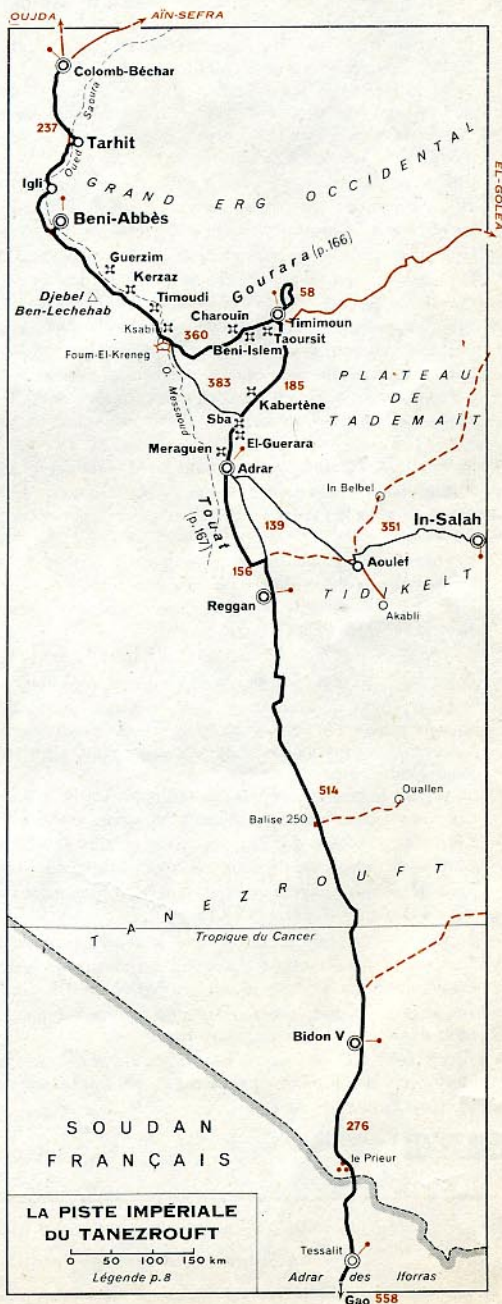 OUJDA
AÏN-SEFRA
Colomb-Béchar
Oued Saoura
237
Tarhit
EL-GOLEA
GRAND ERG OCCIDENTAL
Igli
Beni-Abbès
Guerzim
Gourara (p.166)
Kerzaz
58
Djebel
Ben-Lechehab
Timoudi
Charouin
Timimoun
Ksabi
360
Beni-Islem
Taoursit
Foum-El-Kreneg
O. Messaoud
383
185
PLATEAU
DE
TADEMAÏT
Kabertène
Sba
El-Guerara
Meraguen
Adrar
In Belbel
Touat
(p.167)
139
351
In-Salah
156
Aoulef
TIDIKELT
Reggan
Akabli
514
Ouallen
Balise 250
TANEZROUFT
Tropique du Cancer
Bidon V
276
SOUDAN
FRANÇAIS
le Prieur
LA PISTE IMPÉRIALE
DU TANEZROUFT
0 50 100 150 km
Légende p.8
Tessalit
Adrar des Iforras
Gao 558